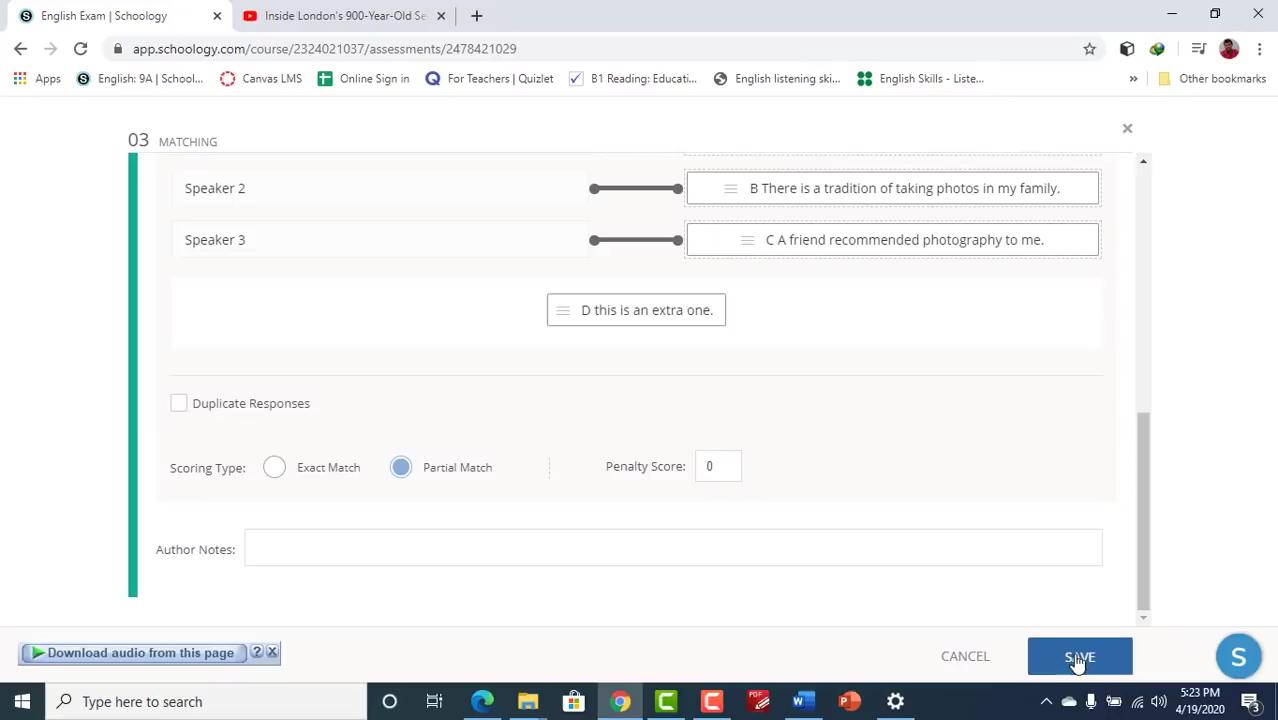 English Exam | Schoology
Inside London's 900-Year-Old Se
app.schoology.com/course/2324021037/assessments/2478421029
Apps
English: 9A | School...
Canvas LMS
Online Sign in
For Teachers | Quizlet
B1 Reading: Educati...
English listening ski...
English Skills - Liste...
»
Other bookmarks
03 MATCHING
Speaker 2
B There is a tradition of taking photos in my family.
Speaker 3
C A friend recommended photography to me.
D this is an extra one.
Duplicate Responses
Scoring Type:
Exact Match
Partial Match
Penalty Score:
0
Author Notes:
Download audio from this page
?
CANCEL
SAVE
S
Type here to search
PDF
5:23 PM
4/19/2020
3